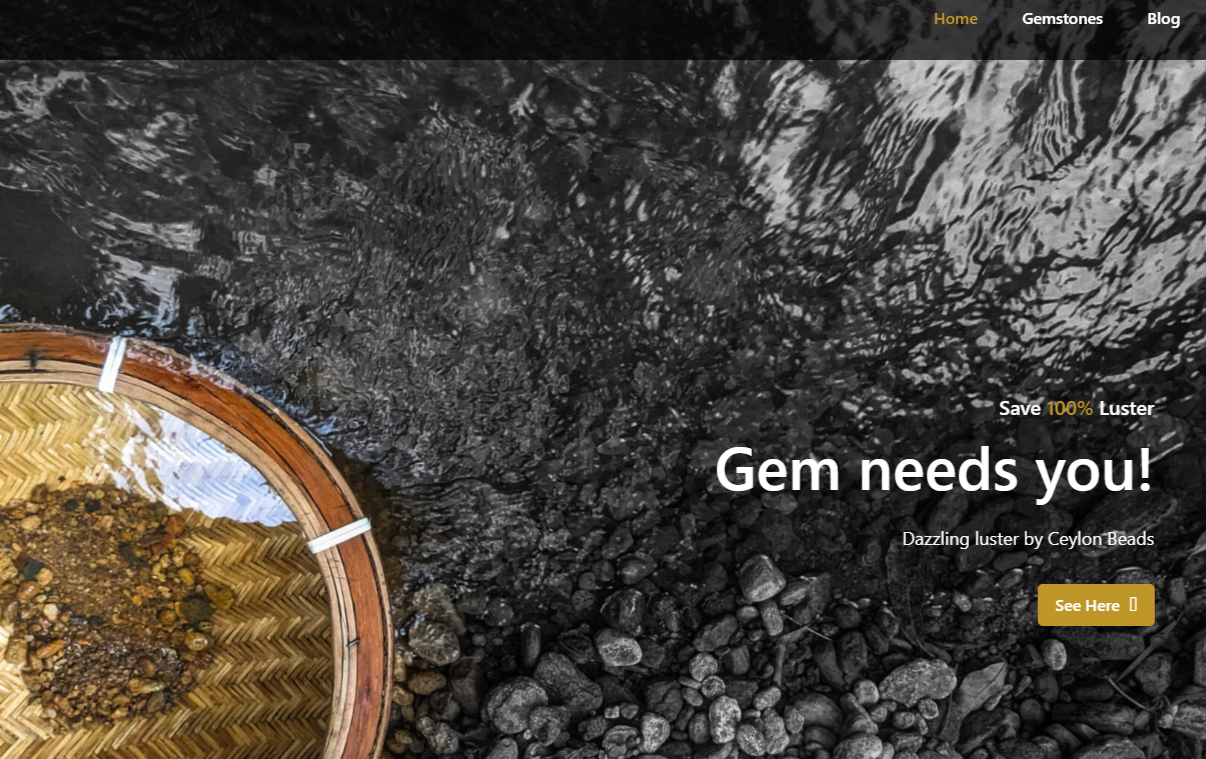 Home Gemstones Blog
Save 100% Luster
Gem needs you!
Dazzling luster by Ceylon Beads
See Here